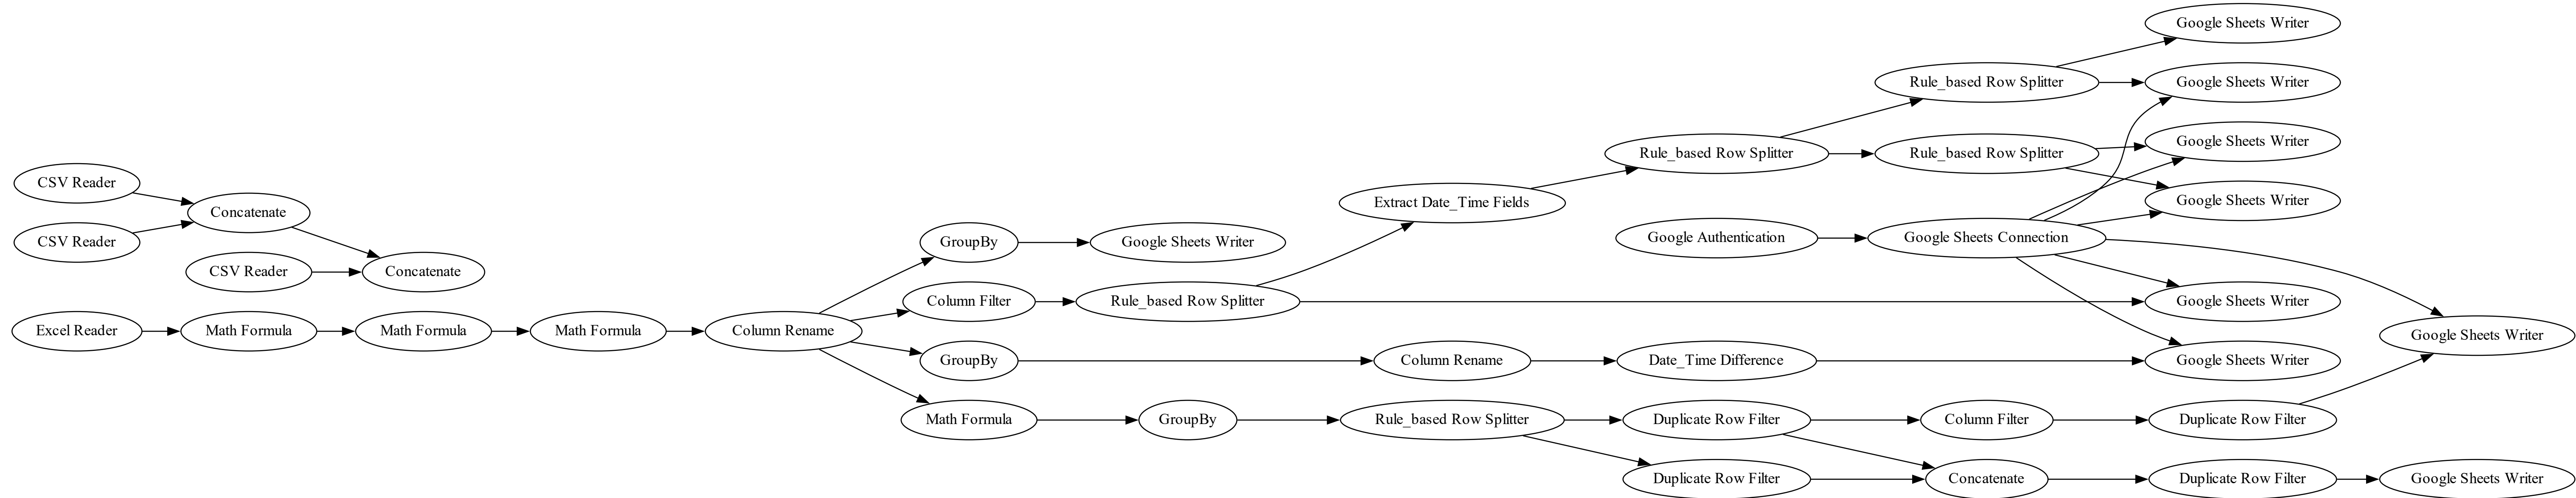 Google Sheets Writer
Rule_based Row Splitter
Google Sheets Writer
Google Sheets Writer
Rule_based Row Splitter
Rule_based Row Splitter
CSV Reader
Google Sheets Writer
Extract Date_Time Fields
Concatenate
Google Authentication
Google Sheets Connection
CSV Reader
GroupBy
Google Sheets Writer
CSV Reader
Concatenate
Column Filter
Rule_based Row Splitter
Google Sheets Writer
Excel Reader
Math Formula
Math Formula
Math Formula
Column Rename
Google Sheets Writer
GroupBy
Column Rename
Date_Time Difference
Google Sheets Writer
Math Formula
GroupBy
Rule_based Row Splitter
Duplicate Row Filter
Column Filter
Duplicate Row Filter
Duplicate Row Filter
Concatenate
Duplicate Row Filter
Google Sheets Writer